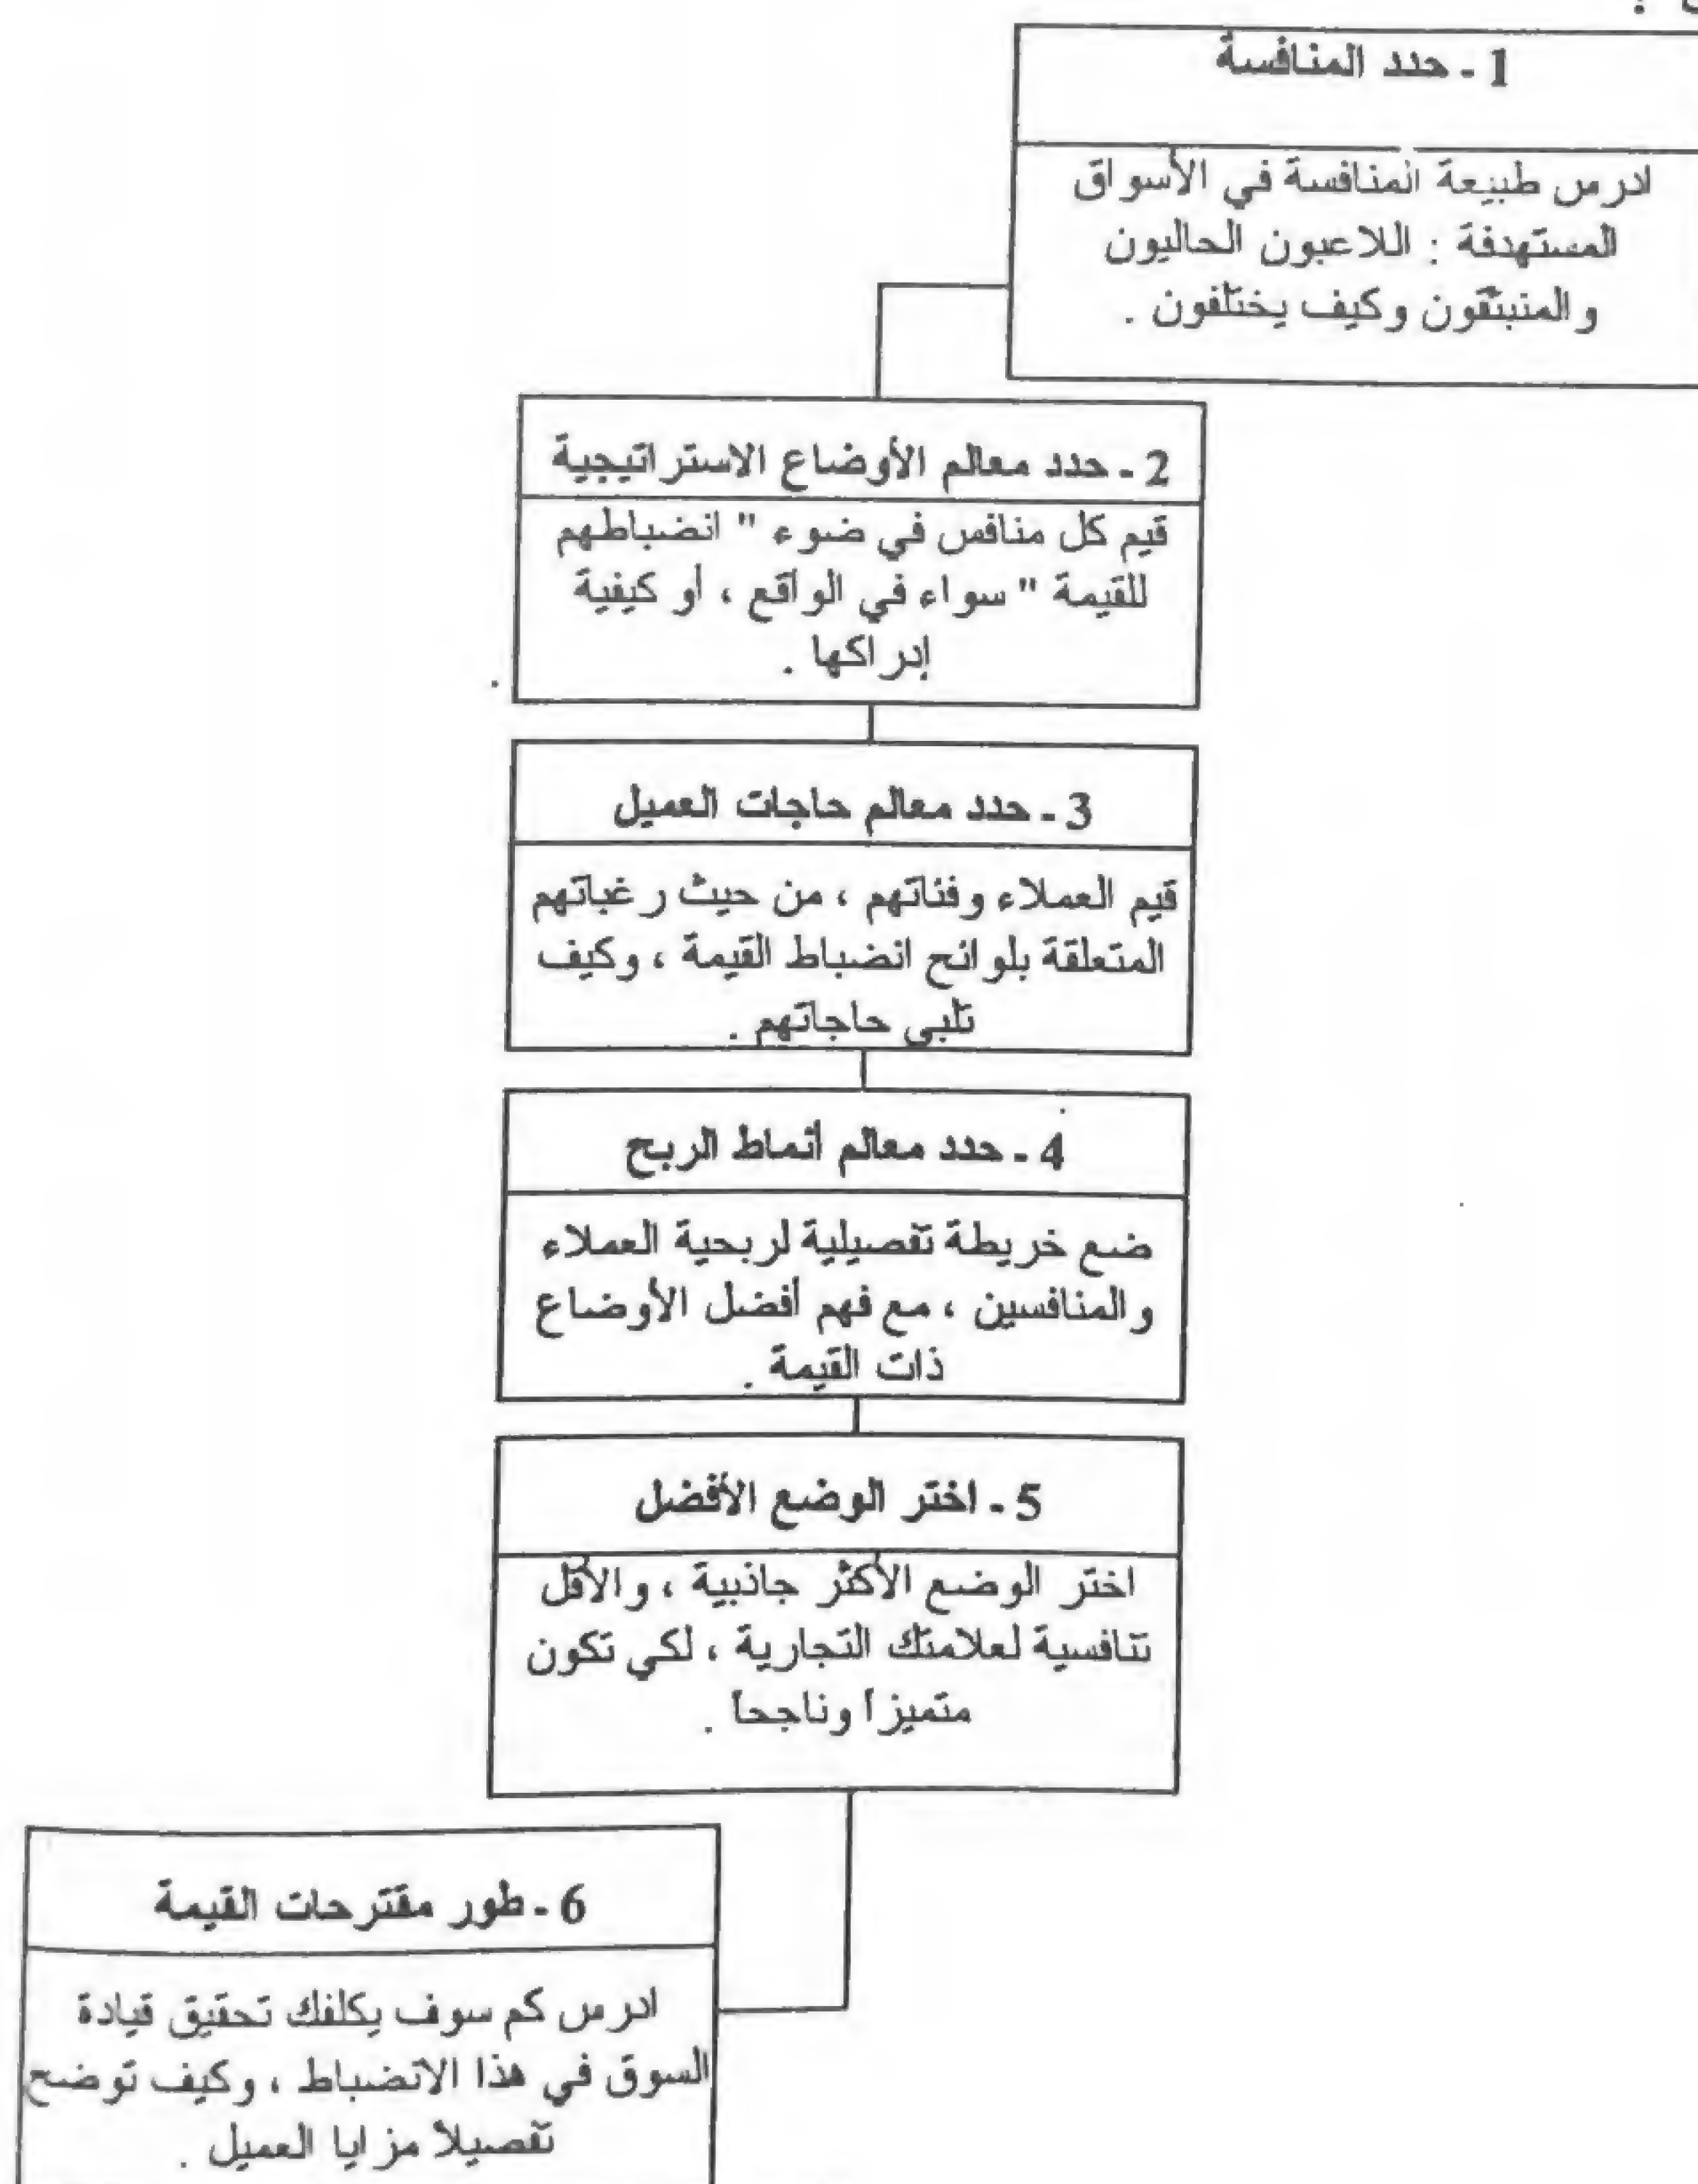 1 - حدد المنافسة
ادرس طبيعة المنافسة في الأسواق
المستهدفة : اللاعبون الحاليون
والمنبثقون وكيف يختلفون .
2 - حدد معالم الأوضاع الاستراتيجية
قيم كل منافس في ضوء " انضباطهم
للقيمة " سواء في الواقع ، أو كيفية
إدراكها .
3 - حدد معالم حاجات العميل
قيم العملاء وفئاتهم ، من حيث رغباتهم
المتعلقة بلوائح انضباط القيمة ، وكيف
تلبي حاجاتهم .
4 - حدد معالم أنماط الربح
ضع خريطة تفصيلية لربحية العملاء
والمنافسين ، مع فهم أفضل الأوضاع
ذات القيمة .
5 - اختر الوضع الأفضل
اختر الوضع الأكثر جاذبية ، والأقل
تنافسية لعلامتك التجارية ، لكي تكون
متميزاً وناجحاً .
6 - طور مقترحات القيمة
ادرس كم سوف يكلفك تحقيق قيادة
السوق في هذا الانضباط ، وكيف توضح
تفصيلاً مزايا العميل .